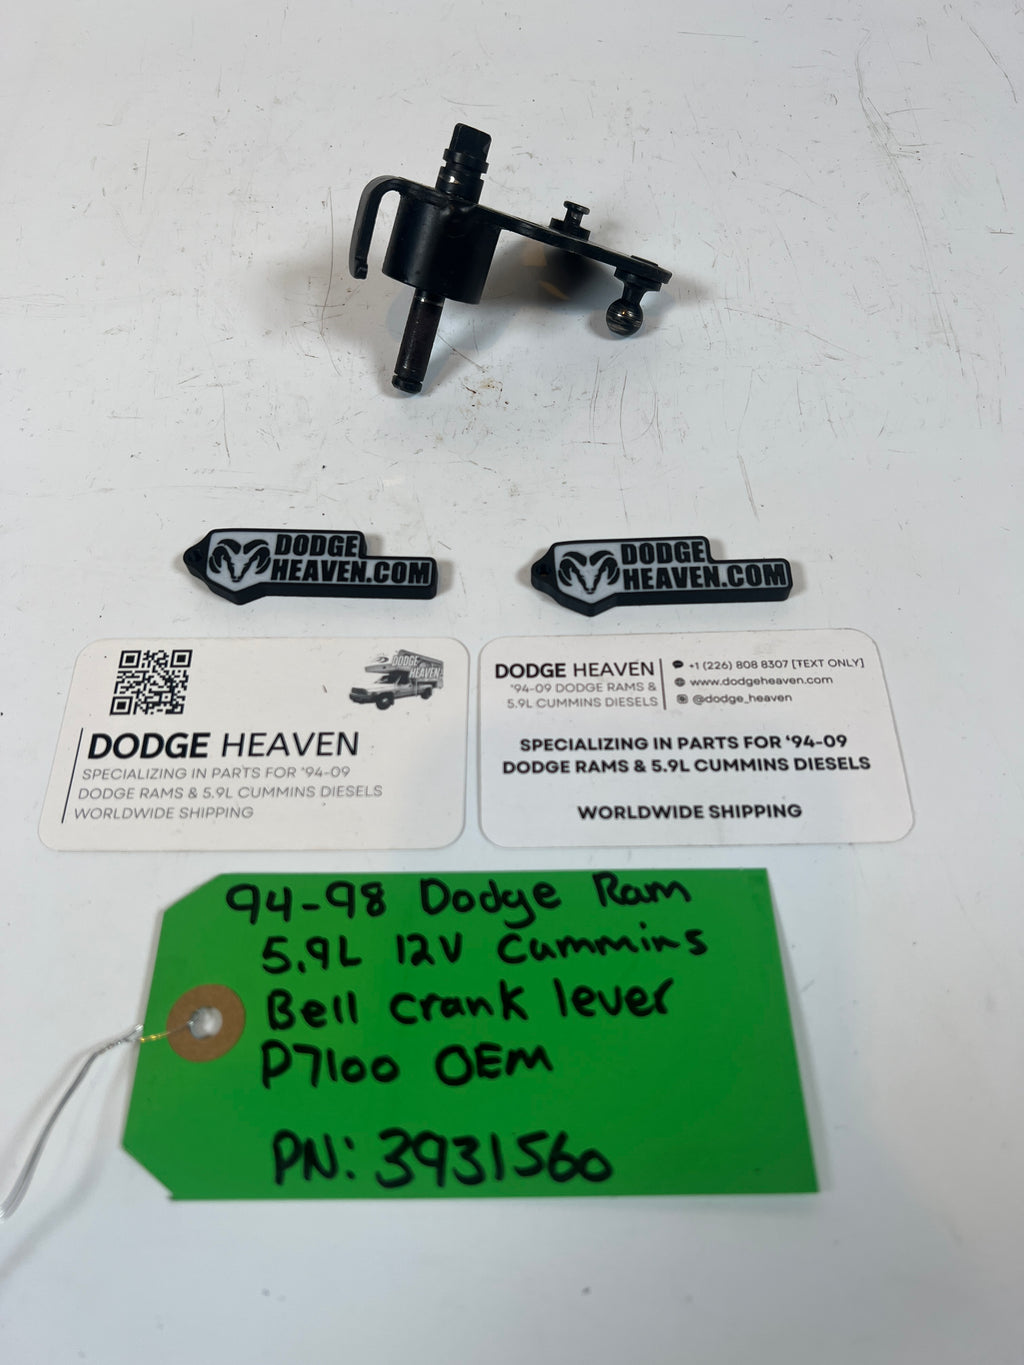 DODGE
HEAVEN.COM
DODGE
HEAVEN.COM
DODGE
HEAVEN
DODGE HEAVEN
SPECIALIZING IN PARTS FOR '94-09
DODGE RAMS & 5.9L CUMMINS DIESELS
WORLDWIDE SHIPPING
DODGE HEAVEN
'94-09 DODGE RAMS &
5.9L CUMMINS DIESELS
+1 (226) 808 8307 [TEXT ONLY]
www.dodgeheaven.com
@dodge_heaven
SPECIALIZING IN PARTS FOR '94-09
DODGE RAMS & 5.9L CUMMINS DIESELS
WORLDWIDE SHIPPING
94-98 Dodge Ram
5.9L 12V Cummins
Bell crank lever
P7100 OEM
PN: 3931560